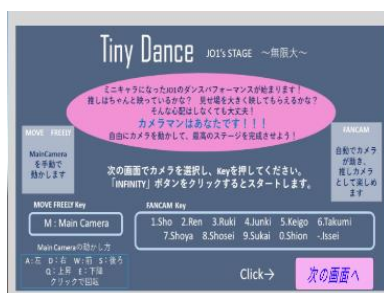 Tiny Dance JO1's STAGE ～無限大～
ミニキャラになったJO1のダンスパフォーマンスが始まります！
推しはちゃんと映っているかな？ 見せ場を大きく映してもらえるかな？
そんな心配はしなくても大丈夫！
カメラマンはあなたです！！！
自由にカメラを動かして、最高のステージを完成させよう！
MOVE FREELY
MainCamera
を手動で
動かします
FANCAM
自動でカメラ
が動き、
推しカメラ
として楽しめ
ます
次の画面でカメラを選択し、Keyを押してください。
「INFINITY」ボタンをクリックするとスタートします。
MOVE FREELY Key
M : Main Camera
FANCAM Key
1.Sho 2.Ren 3.Ruki 4.Junki 5.Keigo 6.Takumi
7.Shoya 8.Shosei 9.Sukai 0.Shion -.Issei
Main Cameraの動かし方
A:左 D:右 W:前 S:後ろ
Q:上昇 E:下降
クリックで回転
Click→
次の画面へ